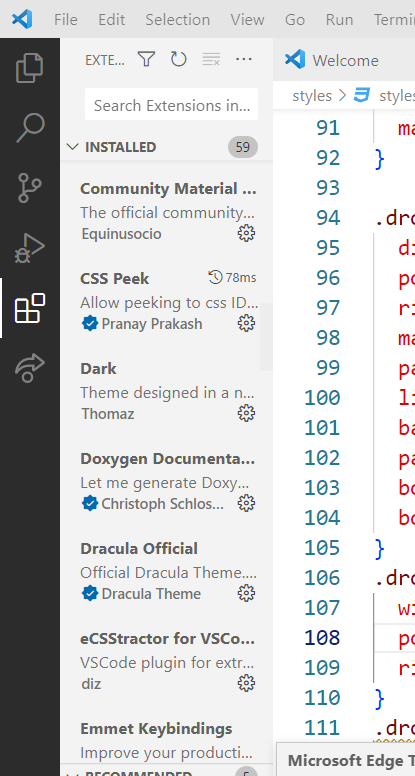 File Edit Selection View Go Run Termin
EXTE...
Welcome
Search Extensions in...
styles > styles
INSTALLED 59
Community Material ...
The official community...
Equinusocio
CSS Peek 78ms
Allow peeking to css ID...
Pranay Prakash
Dark
Theme designed in a n...
Thomaz
Doxygen Documenta...
Let me generate Doxy...
Christoph Schlos...
Dracula Official
Official Dracula Theme....
Dracula Theme
eCSStractor for VSCo...
VSCode plugin for extr...
diz
Emmet Keybindings
Improve your producti...
RECOMMENDED 5
91 ma
92 }
93
94 .dro
95 di
96 po
97 ri
98 ma
99 pa
100 li
101 ba
102 pa
103 bo
104 bo
105 }
106 .dro
107 wi
108 po
109 ri
110 }
111 .dro
Microsoft Edge T